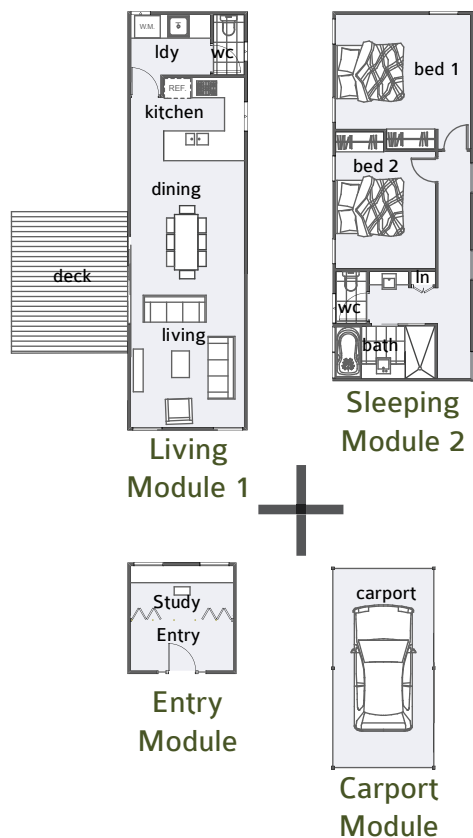 W.M.
ldy
wc
REF.
kitchen
dining
deck
living
Living
Module 1
bed 1
bed 2
ln
wc
bath
Sleeping
Module 2
Study
Entry
Entry
Module
carport
Carport
Module